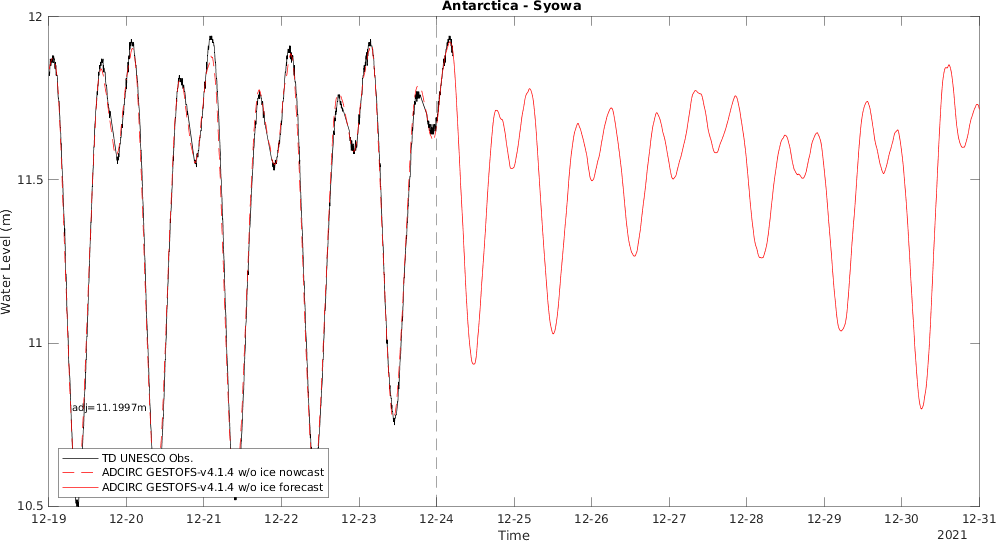 Antarctica - Syowa
12
11.5
11
10.5
Water Level (m)
adj=11.1997m
TD UNESCO Obs.
ADCIRC GESTOFS-v4.1.4 w/o ice nowcast
ADCIRC GESTOFS-v4.1.4 w/o ice forecast
12-19 12-20 12-21 12-22 12-23 12-24 12-25 12-26 12-27 12-28 12-29 12-30 12-31
Time
2021